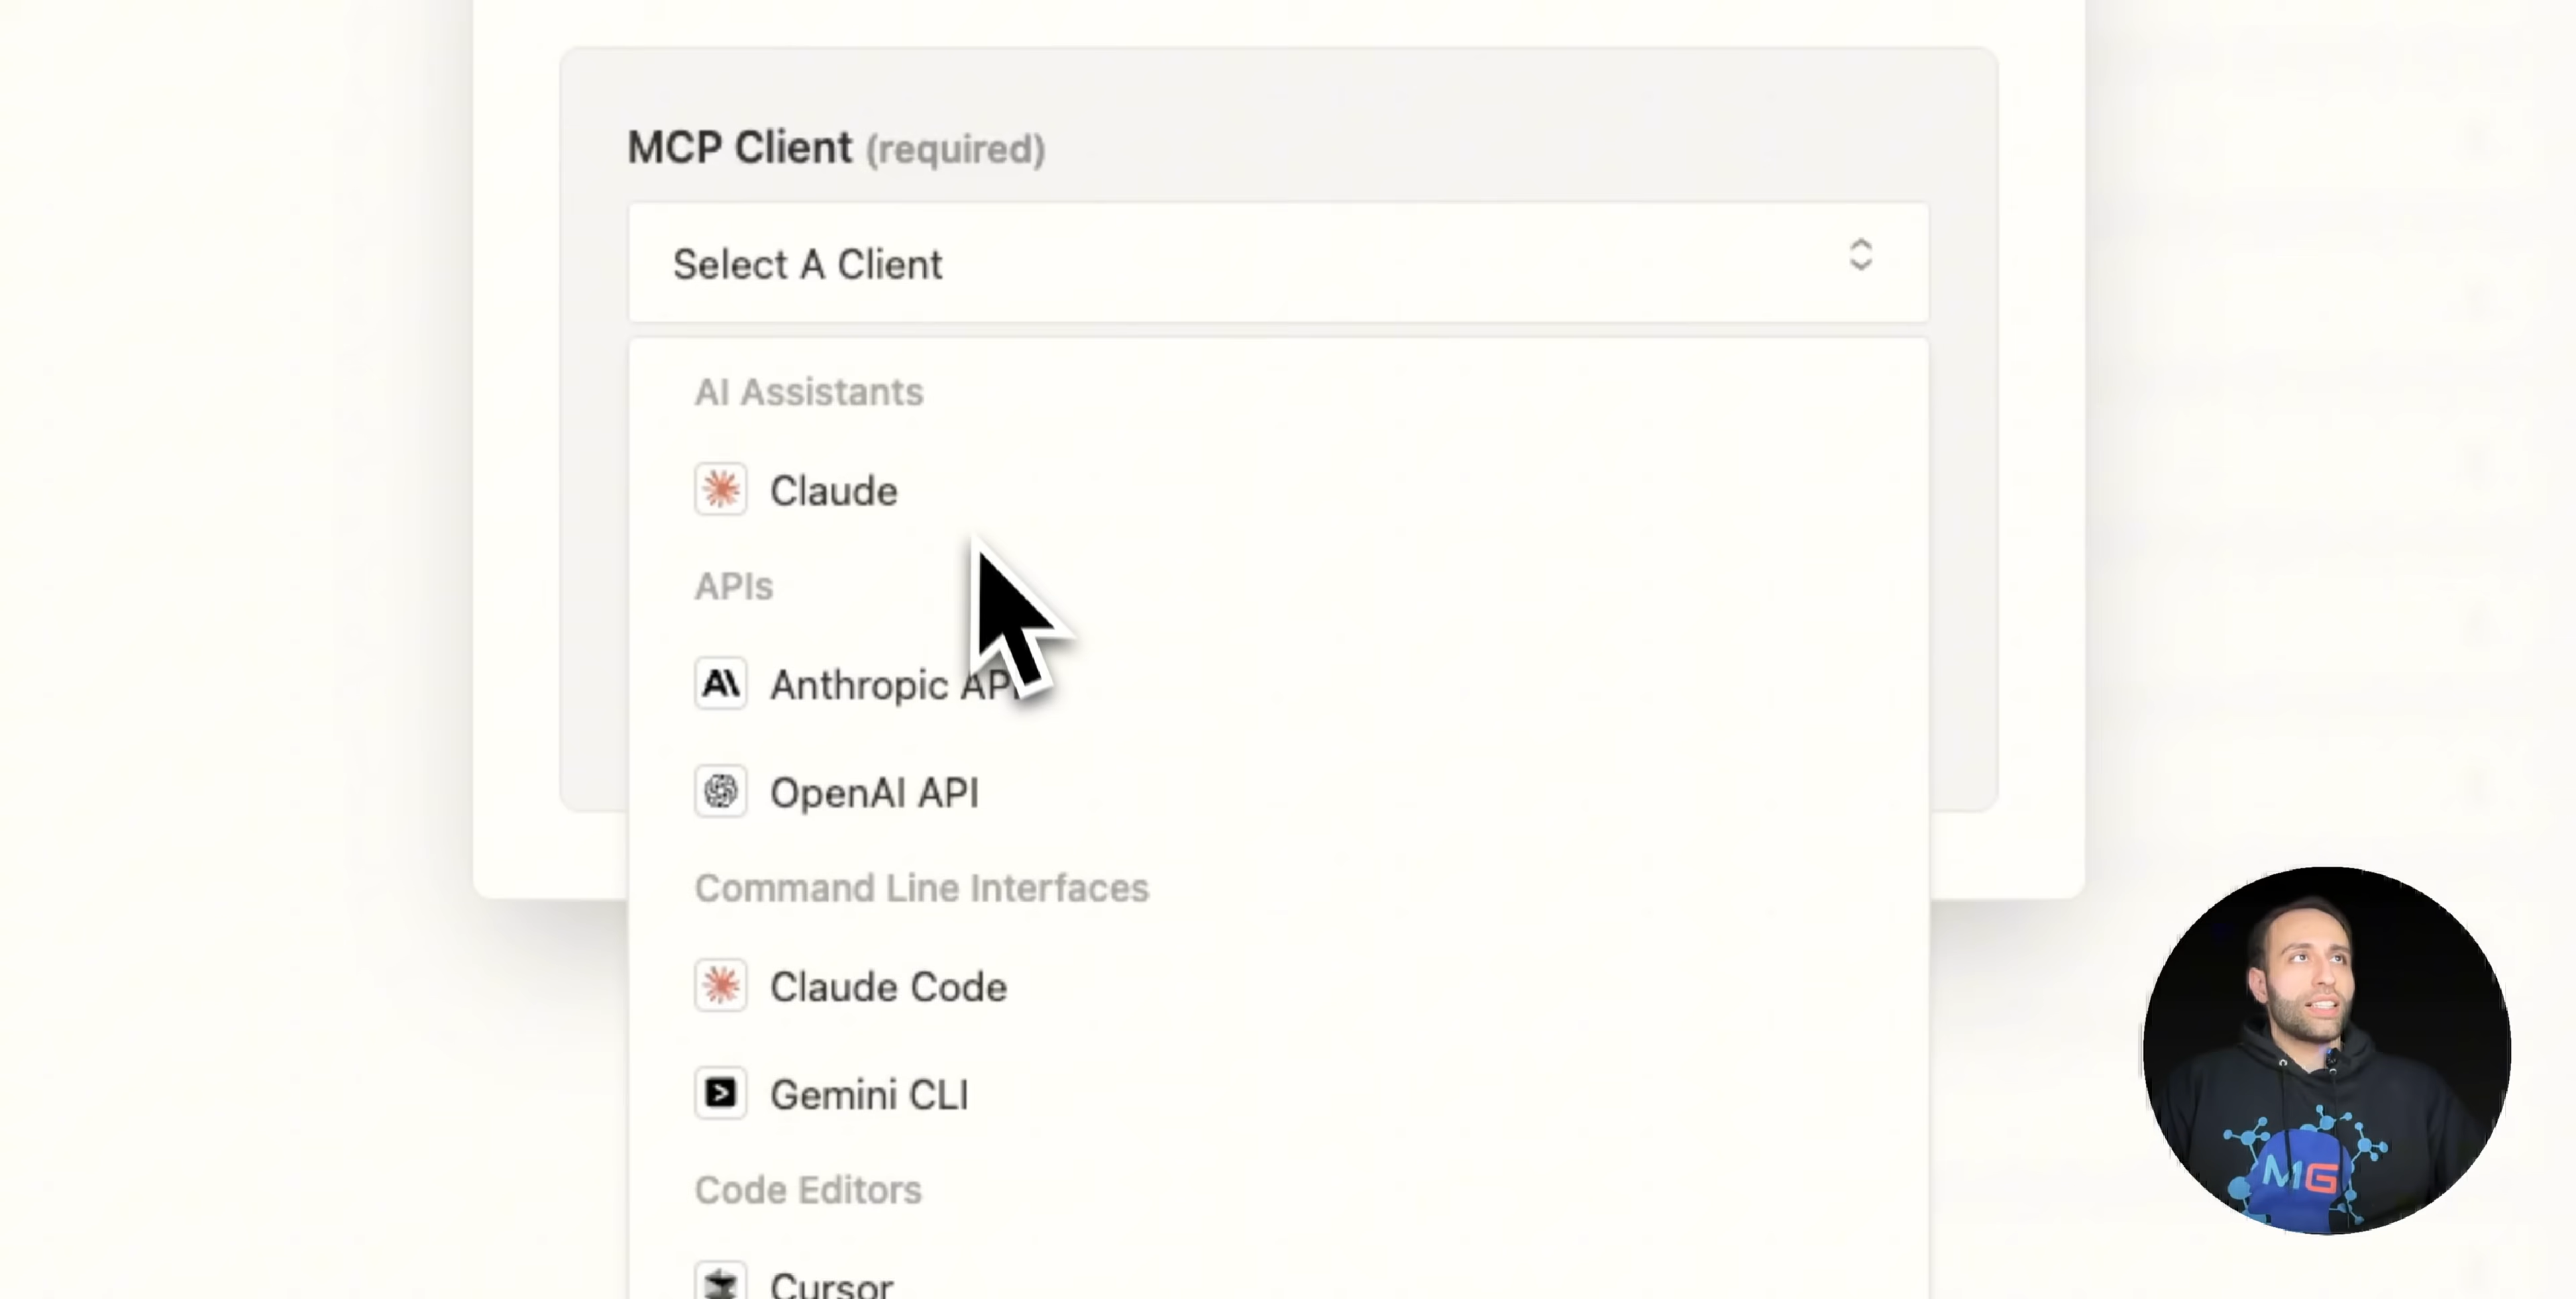 MCP Client (required)
Select A Client
AI Assistants
Claude
APIs
Anthropic API
OpenAI API
Command Line Interfaces
Claude Code
Gemini CLI
Code Editors
Cursor
MG